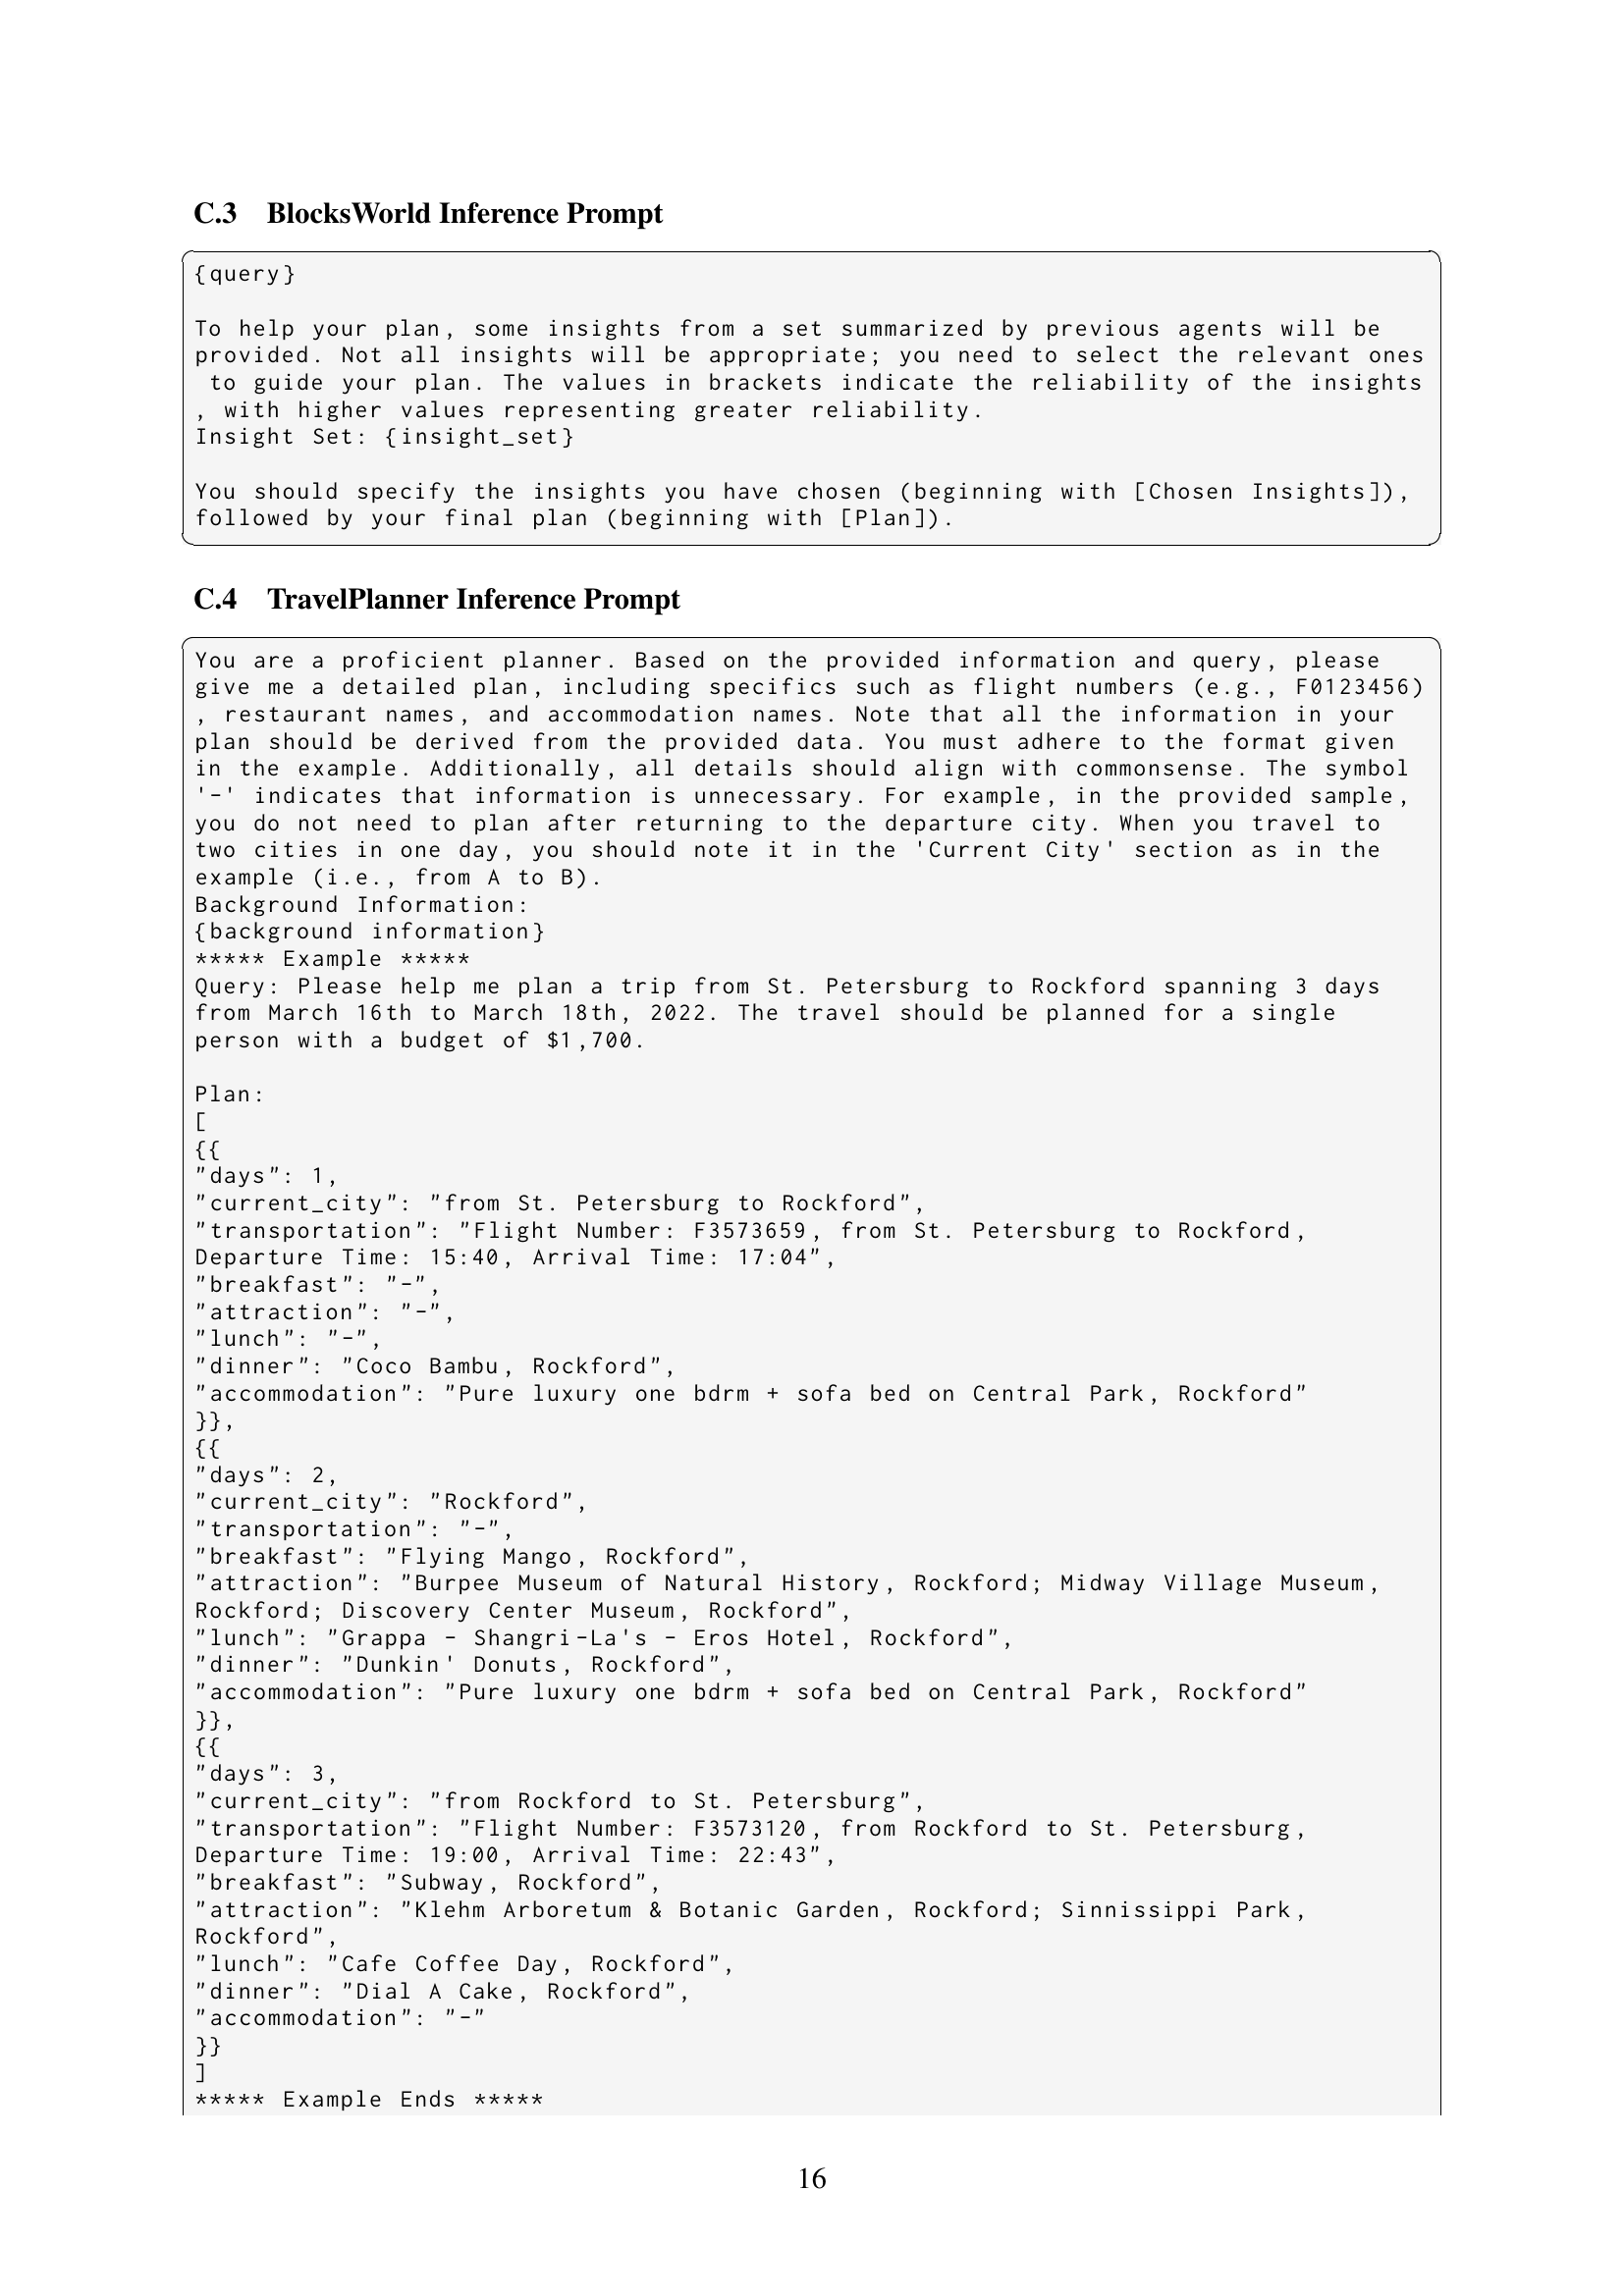 C.3 BlocksWorld Inference Prompt
{query}
To help your plan, some insights from a set summarized by previous agents will be
provided. Not all insights will be appropriate; you need to select the relevant ones
to guide your plan. The values in brackets indicate the reliability of the insights
, with higher values representing greater reliability.
Insight Set: {insight_set}
You should specify the insights you have chosen (beginning with [Chosen Insights]),
followed by your final plan (beginning with [Plan]).
C.4 TravelPlanner Inference Prompt
You are a proficient planner. Based on the provided information and query, please
give me a detailed plan, including specifics such as flight numbers (e.g., F0123456)
, restaurant names, and accommodation names. Note that all the information in your
plan should be derived from the provided data. You must adhere to the format given
in the example. Additionally, all details should align with commonsense. The symbol
'-' indicates that information is unnecessary. For example, in the provided sample,
you do not need to plan after returning to the departure city. When you travel to
two cities in one day, you should note it in the 'Current City' section as in the
example (i.e., from A to B).
Background Information:
{background information}
***** Example *****
Query: Please help me plan a trip from St. Petersburg to Rockford spanning 3 days
from March 16th to March 18th, 2022. The travel should be planned for a single
person with a budget of $1,700.
Plan:
[
{{
"days": 1,
"current_city": "from St. Petersburg to Rockford",
"transportation": "Flight Number: F3573659, from St. Petersburg to Rockford,
Departure Time: 15:40, Arrival Time: 17:04",
"breakfast": "-",
"attraction": "-",
"lunch": "-",
"dinner": "Coco Bambu, Rockford",
"accommodation": "Pure luxury one bdrm + sofa bed on Central Park, Rockford"
}},
{{
"days": 2,
"current_city": "Rockford",
"transportation": "-",
"breakfast": "Flying Mango, Rockford",
"attraction": "Burpee Museum of Natural History, Rockford; Midway Village Museum,
Rockford; Discovery Center Museum, Rockford",
"lunch": "Grappa - Shangri-La's - Eros Hotel, Rockford",
"dinner": "Dunkin' Donuts, Rockford",
"accommodation": "Pure luxury one bdrm + sofa bed on Central Park, Rockford"
}},
{{
"days": 3,
"current_city": "from Rockford to St. Petersburg",
"transportation": "Flight Number: F3573120, from Rockford to St. Petersburg,
Departure Time: 19:00, Arrival Time: 22:43",
"breakfast": "Subway, Rockford",
"attraction": "Klehm Arboretum & Botanic Garden, Rockford; Sinnissippi Park,
Rockford",
"lunch": "Cafe Coffee Day, Rockford",
"dinner": "Dial A Cake, Rockford",
"accommodation": "-"
}}
]
***** Example Ends *****
16